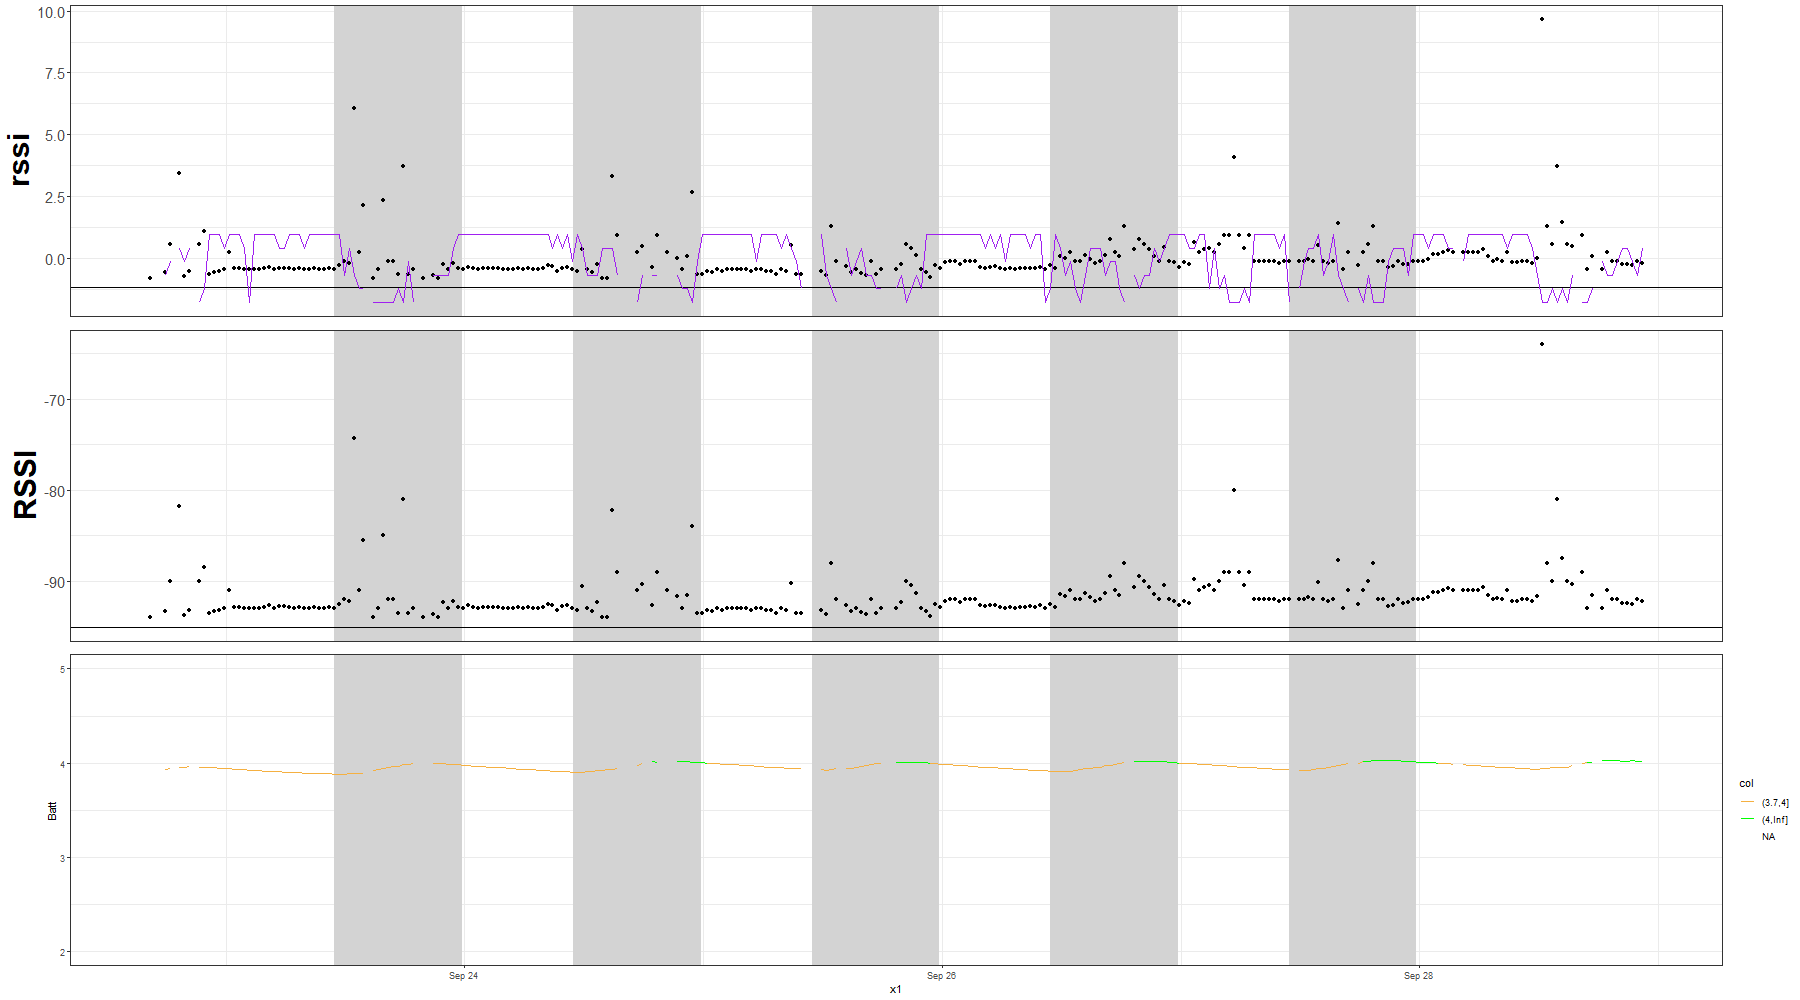 rssi
10.0
7.5
5.0
2.5
0.0
RSSI
-70
-80
-90
Batt
5
4
3
2
Sep 24
Sep 26
Sep 28
x1
col
(3.7,4]
(4,Inf]
NA